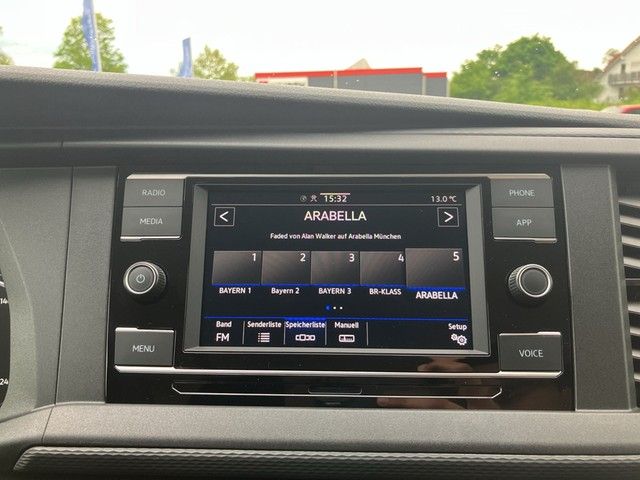 RADIO
MEDIA
MENU
PHONE
APP
VOICE
15:32
13.0 °C
<
ARABELLA
>
Faded von Alan Walker auf Arabella München
1
2
3
4
5
BAYERN 1
Bayern 2
BAYERN 3
BR-KLASS
ARABELLA
Band
Senderliste
Speicherliste
Manuell
Setup
FM
14
24